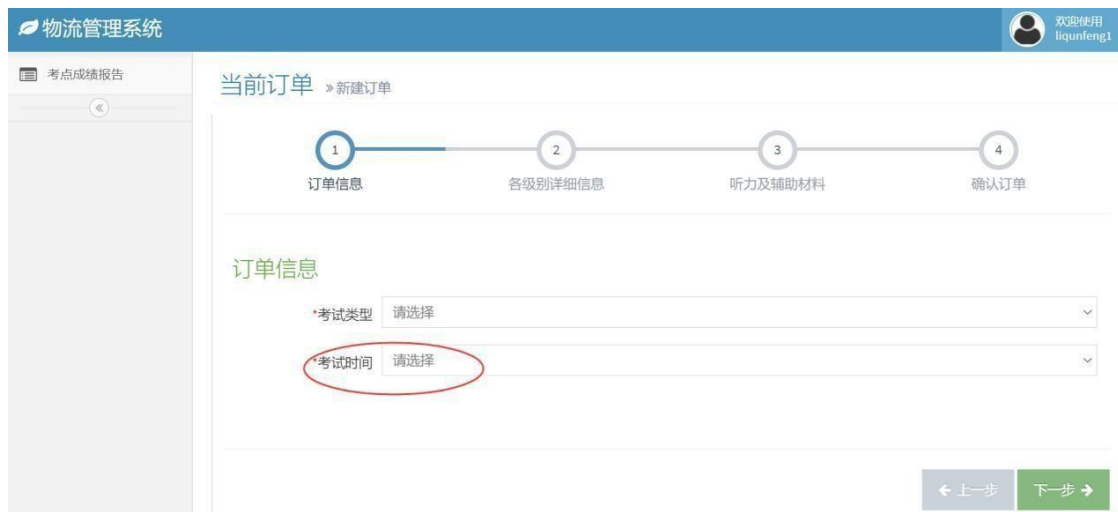 物流管理系统
欢迎使用
liqunfeng1
考点成绩报告
当前订单 » 新建订单
1 2 3 4
订单信息 各级别详细信息 听力及辅助材料 确认订单
订单信息
*考试类型 请选择
*考试时间 请选择
上一步 下一步